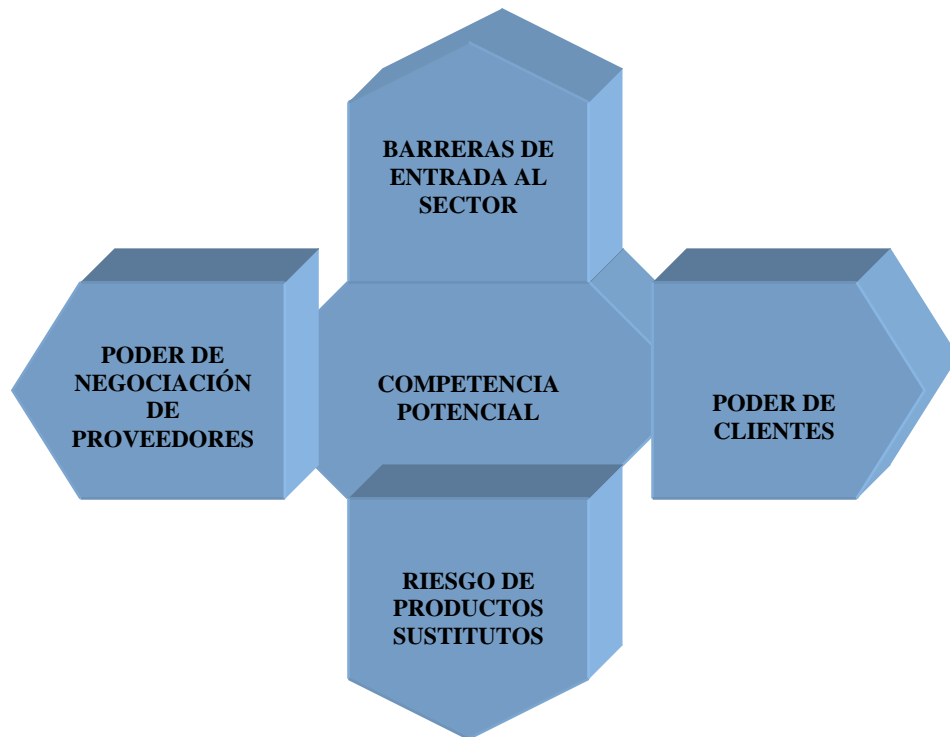 BARRERAS DE
ENTRADA AL
SECTOR
PODER DE
NEGOCIACIÓN
DE
PROVEEDORES
COMPETENCIA
POTENCIAL
PODER DE
CLIENTES
RIESGO DE
PRODUCTOS
SUSTITUTOS